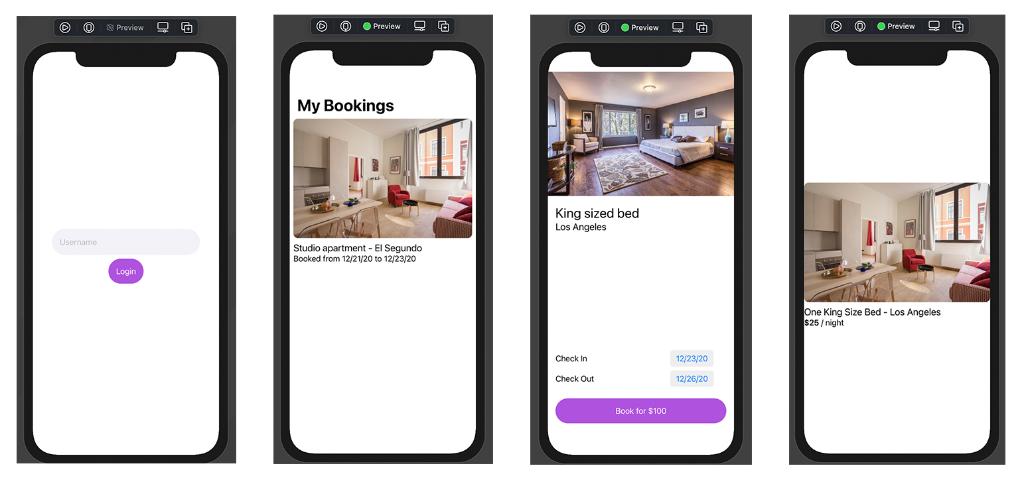 Preview
Username
Login
Preview
My Bookings
Studio apartment - El Segundo
Booked from 12/21/20 to 12/23/20
Preview
King sized bed
Los Angeles
Check In 12/23/20
Check Out 12/26/20
Book for $100
Preview
One King Size Bed - Los Angeles
$25 / night